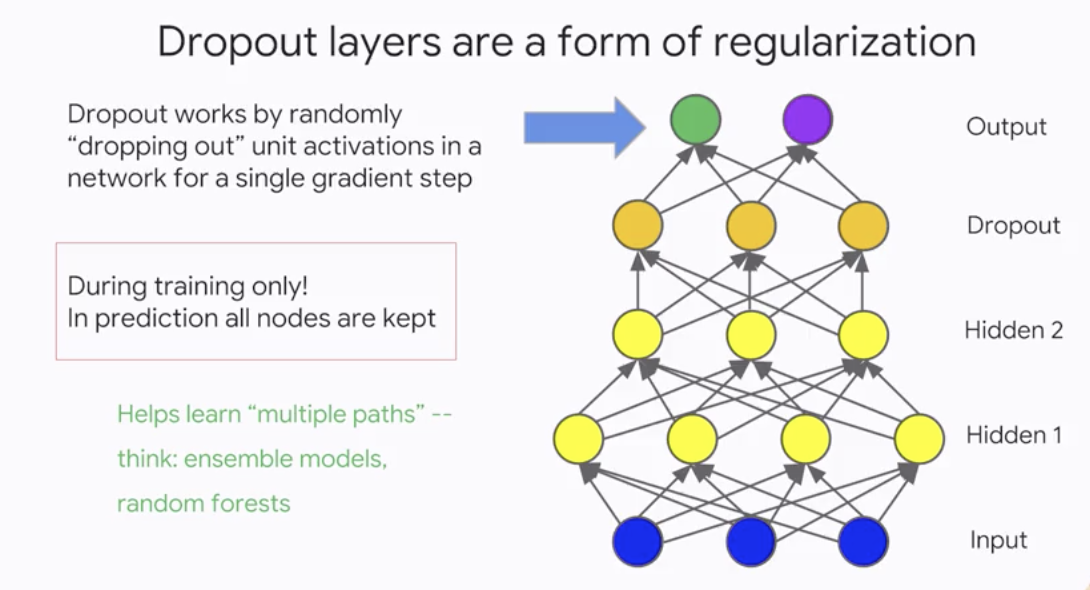 Dropout layers are a form of regularization
Dropout works by randomly
“dropping out” unit activations in a
network for a single gradient step
During training only!
In prediction all nodes are kept
Helps learn “multiple paths” --
think: ensemble models,
random forests
Output
Dropout
Hidden 2
Hidden 1
Input